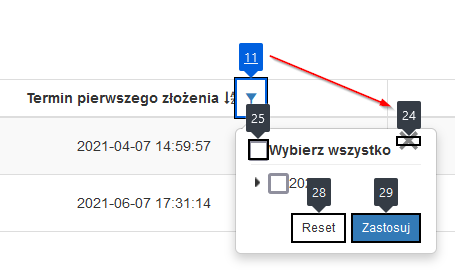 11
Termin pierwszego złożenia
24
25
2021-04-07 14:59:57
Wybierz wszystko
202
28
29
2021-06-07 17:31:14
Reset
Zastosuj